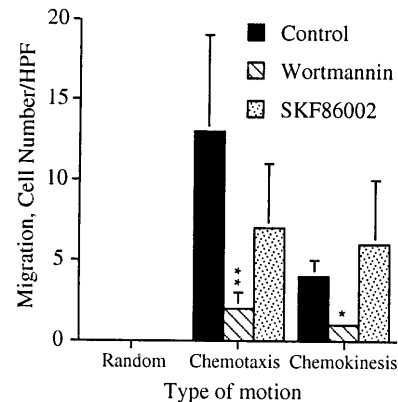 20
15
10
5
0
Migration, Cell Number/HPF
Control
Wortmannin
SKF86002
**
*
Random Chemotaxis Chemokinesis
Type of motion